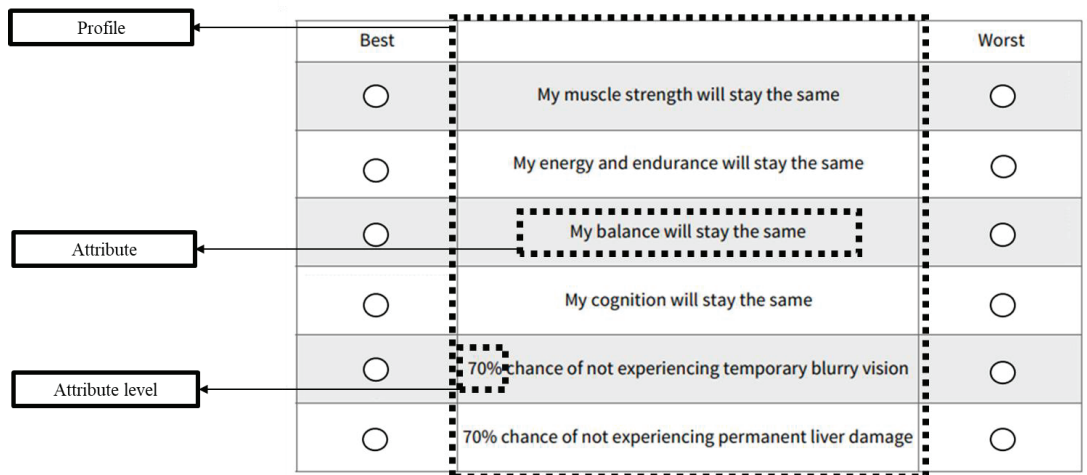 Profile
Best
Worst
My muscle strength will stay the same
My energy and endurance will stay the same
My balance will stay the same
Attribute
My cognition will stay the same
70% chance of not experiencing temporary blurry vision
Attribute level
70% chance of not experiencing permanent liver damage